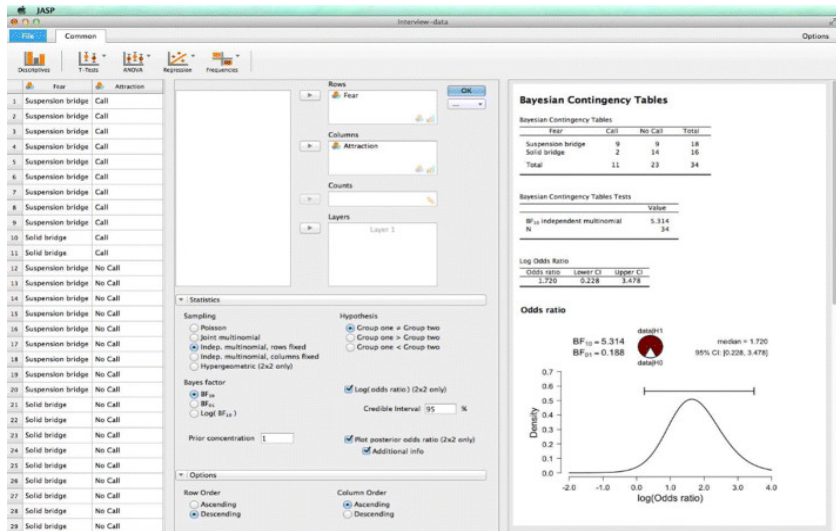 JASP
Interview-data
File Common Options
Descriptives T-Tests ANOVA Regression Frequencies
Fear Attraction
1 Suspension bridge Call
2 Suspension bridge Call
3 Suspension bridge Call
4 Suspension bridge Call
5 Suspension bridge Call
6 Suspension bridge Call
7 Suspension bridge Call
8 Suspension bridge Call
9 Suspension bridge Call
10 Solid bridge Call
11 Solid bridge Call
12 Suspension bridge No Call
13 Suspension bridge No Call
14 Suspension bridge No Call
15 Suspension bridge No Call
16 Suspension bridge No Call
17 Suspension bridge No Call
18 Suspension bridge No Call
19 Suspension bridge No Call
20 Suspension bridge No Call
21 Solid bridge No Call
22 Solid bridge No Call
23 Solid bridge No Call
24 Solid bridge No Call
25 Solid bridge No Call
26 Solid bridge No Call
27 Solid bridge No Call
28 Solid bridge No Call
29 Solid bridge No Call
Rows
Fear
OK
...
Columns
Attraction
Counts
Layers
Layer 1
Statistics
Sampling
Poisson
Joint multinomial
Indep. multinomial, rows fixed
Indep. multinomial, columns fixed
Hypergeometric (2x2 only)
Hypothesis
Group one ≠ Group two
Group one > Group two
Group one < Group two
Bayes factor
BF₁₀
BF₀₁
Log( BF₁₀ )
Log(odds ratio) (2x2 only)
Credible Interval 95 %
Prior concentration 1
Plot posterior odds ratio (2x2 only)
Additional info
Options
Row Order
Ascending
Descending
Column Order
Ascending
Descending
Bayesian Contingency Tables
Bayesian Contingency Tables
Fear Call No Call Total
Suspension bridge 9 9 18
Solid bridge 2 14 16
Total 11 23 34
Bayesian Contingency Tables Tests
Value
BF₁₀ independent multinomial 5.314
N 34
Log Odds Ratio
Odds ratio Lower CI Upper CI
1.720 0.228 3.478
Odds ratio
data|H1
BF₁₀ = 5.314
BF₀₁ = 0.188
data|H0
median = 1.720
95% CI: [0.228, 3.478]
Density
0.7
0.6
0.5
0.4
0.3
0.2
0.1
0.0
-2.0 -1.0 0.0 1.0 2.0 3.0 4.0
log(Odds ratio)